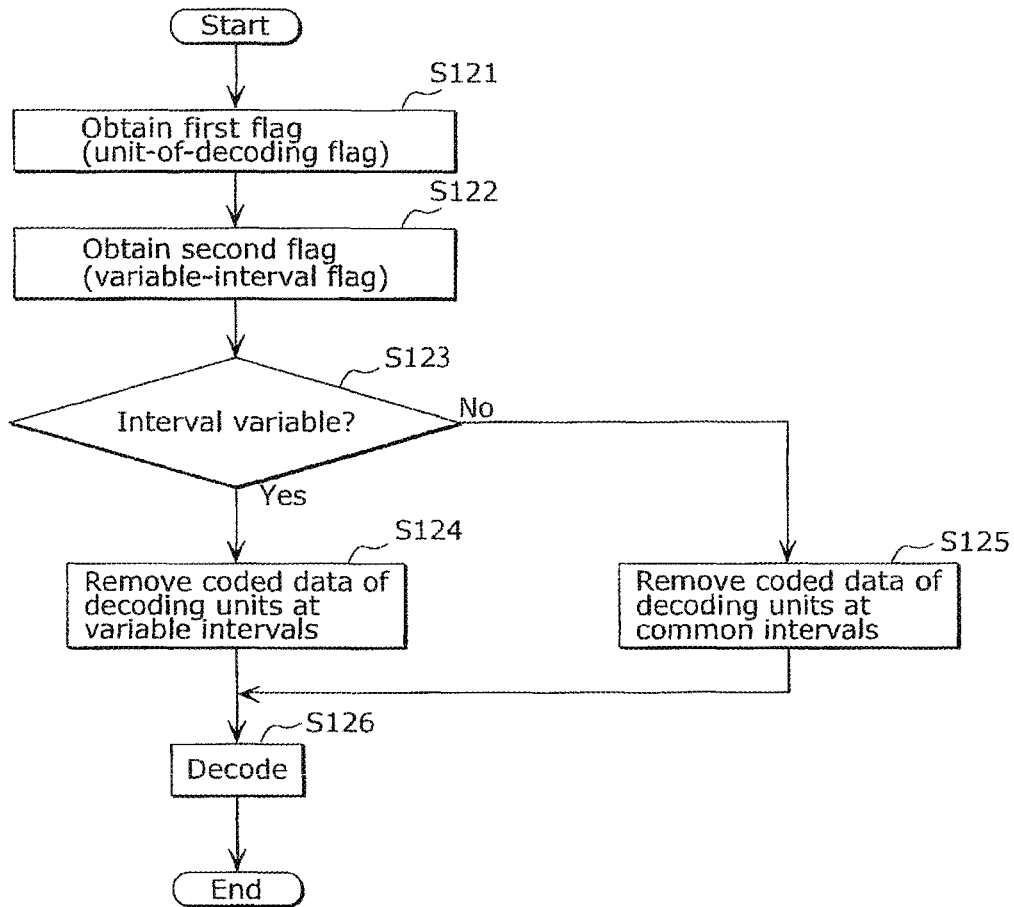 Start
S121
Obtain first flag
(unit-of-decoding flag)
S122
Obtain second flag
(variable-interval flag)
S123
Interval variable?
No
Yes
S124
Remove coded data of
decoding units at
variable intervals
S125
Remove coded data of
decoding units at
common intervals
S126
Decode
End